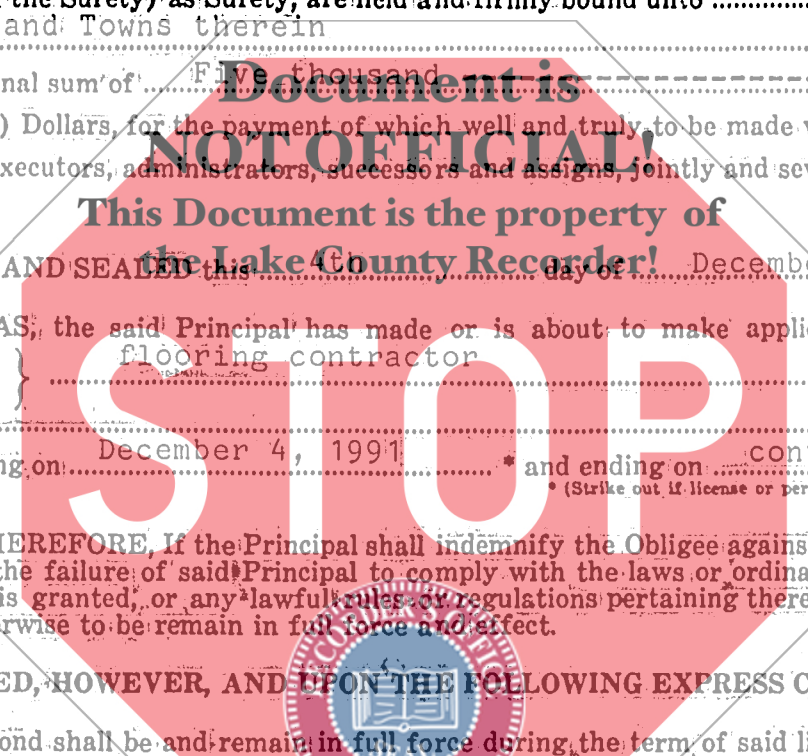 the Surety) as Surety, are held and firmly bound unto
and Towns therein
nal sum of Five thousand
Document is
) Dollars, for the payment of which well and truly to be made
NOT OFFICIAL!
xecutors, administrators, successors and assigns, jointly and sev
This Document is the property of
the Lake County Recorder!
AND SEALED this 4th day of Decembe
AS, the said Principal has made or is about to make appli
flooring contractor
STOP
ng on December 4, 1991 * and ending on con
* (Strike out if license or per
HEREFORE, If the Principal shall indemnify the Obligee agains
the failure of said Principal to comply with the laws or ordina
is granted, or any lawful rules or regulations pertaining there
rwise to be remain in full force and effect.
ED, HOWEVER, AND UPON THE FOLLOWING EXPRESS C
ond shall be and remain in full force during the term of said